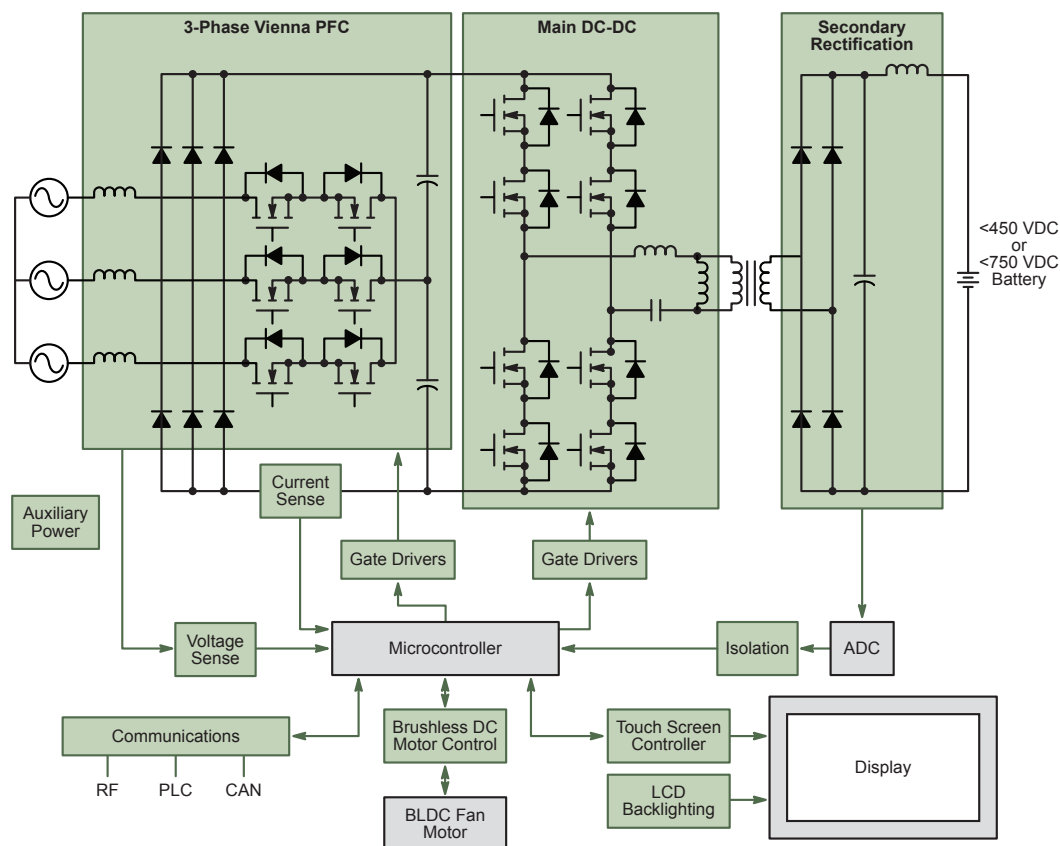 3-Phase Vienna PFC
Main DC-DC
Secondary
Rectification
<450 VDC
or
<750 VDC
Battery
Current
Sense
Auxiliary
Power
Gate Drivers
Gate Drivers
Voltage
Sense
Microcontroller
Isolation
ADC
Communications
RF
PLC
CAN
Brushless DC
Motor Control
BLDC Fan
Motor
Touch Screen
Controller
LCD
Backlighting
Display